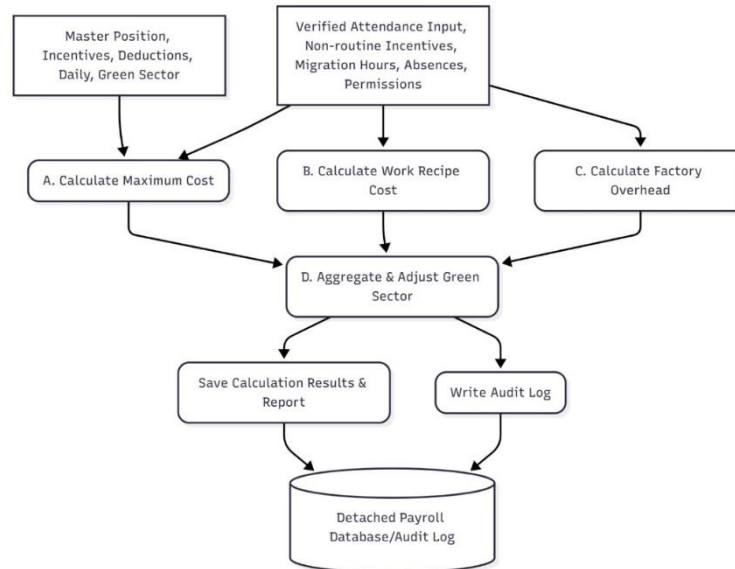 Master Position,
Incentives, Deductions,
Daily, Green Sector
Verified Attendance Input,
Non-routine Incentives,
Migration Hours, Absences,
Permissions
A. Calculate Maximum Cost
B. Calculate Work Recipe
Cost
C. Calculate Factory
Overhead
D. Aggregate & Adjust Green
Sector
Save Calculation Results &
Report
Write Audit Log
Detached Payroll
Database/Audit Log